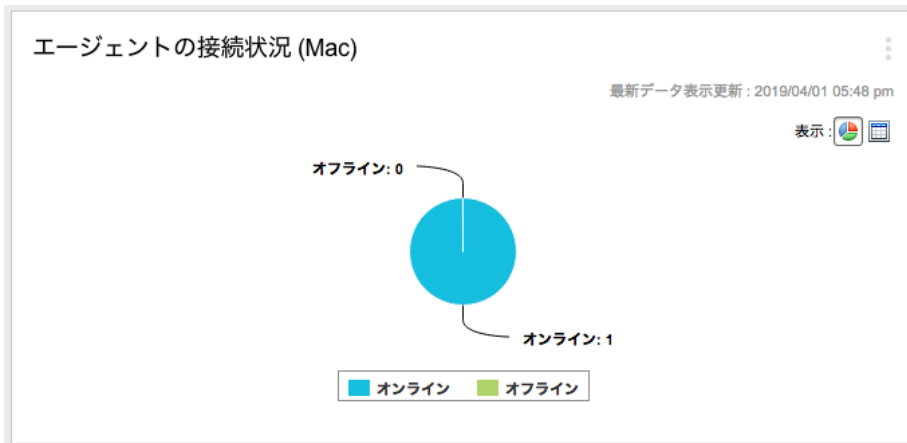 エージェントの接続状況 (Mac)
最新データ表示更新 : 2019/04/01 05:48 pm
表示 :
オフライン: 0
オンライン: 1
オンライン オフライン